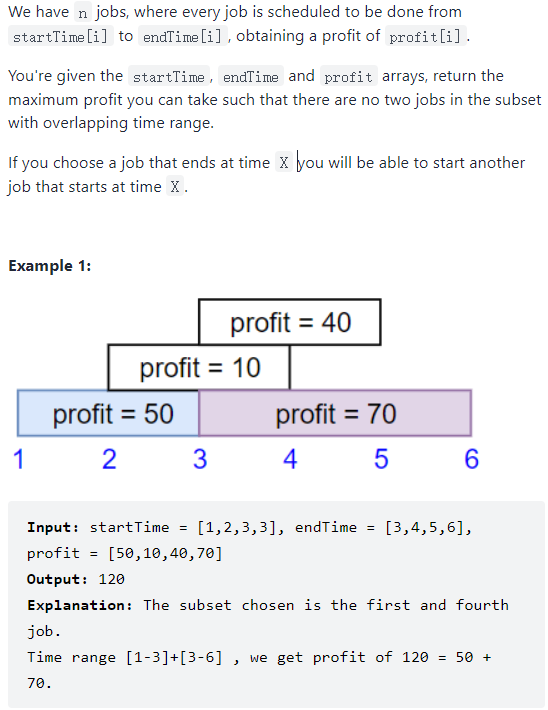 We have n jobs, where every job is scheduled to be done from
startTime[i] to endTime[i], obtaining a profit of profit[i].
You're given the startTime, endTime and profit arrays, return the
maximum profit you can take such that there are no two jobs in the subset
with overlapping time range.
If you choose a job that ends at time X you will be able to start another
job that starts at time X.
Example 1:
profit = 40
profit = 10
profit = 50 profit = 70
1 2 3 4 5 6
Input: startTime = [1,2,3,3], endTime = [3,4,5,6],
profit = [50,10,40,70]
Output: 120
Explanation: The subset chosen is the first and fourth
job.
Time range [1-3]+[3-6] , we get profit of 120 = 50 +
70.